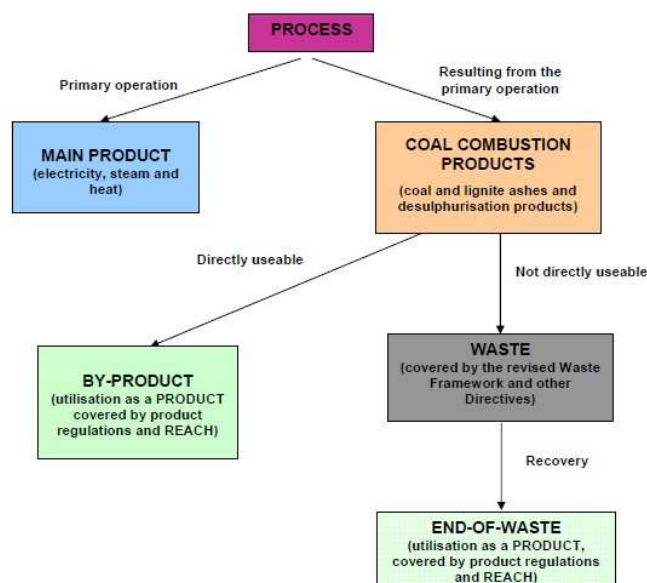 PROCESS
Primary operation
Resulting from the
primary operation
MAIN PRODUCT
(electricity, steam and
heat)
COAL COMBUSTION
PRODUCTS
(coal and lignite ashes and
desulphurisation products)
Directly useable
Not directly useable
BY-PRODUCT
(utilisation as a PRODUCT
covered by product
regulations and REACH)
WASTE
(covered by the revised Waste
Framework and other
Directives)
Recovery
END-OF-WASTE
(utilisation as a PRODUCT,
covered by product regulations
and REACH)